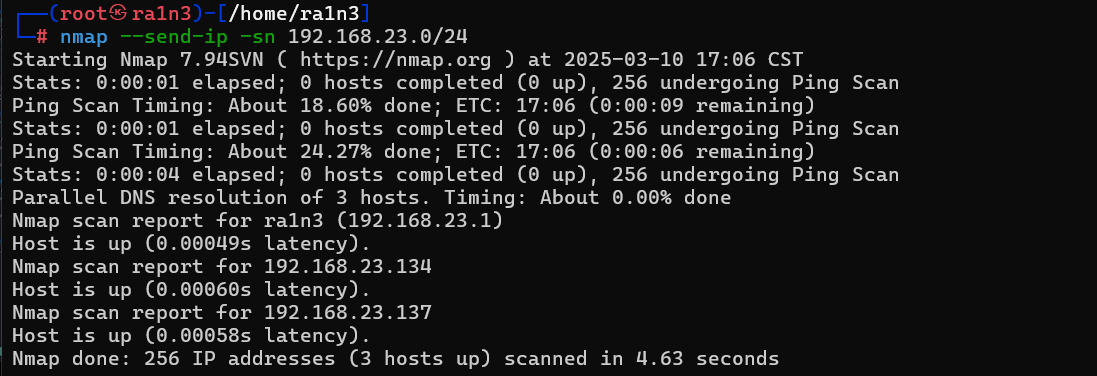 ┌──(root㉿ra1n3)-[/home/ra1n3]
└─# nmap --send-ip -sn 192.168.23.0/24
Starting Nmap 7.94SVN ( https://nmap.org ) at 2025-03-10 17:06 CST
Stats: 0:00:01 elapsed; 0 hosts completed (0 up), 256 undergoing Ping Scan
Ping Scan Timing: About 18.60% done; ETC: 17:06 (0:00:09 remaining)
Stats: 0:00:01 elapsed; 0 hosts completed (0 up), 256 undergoing Ping Scan
Ping Scan Timing: About 24.27% done; ETC: 17:06 (0:00:06 remaining)
Stats: 0:00:04 elapsed; 0 hosts completed (0 up), 256 undergoing Ping Scan
Parallel DNS resolution of 3 hosts. Timing: About 0.00% done
Nmap scan report for ra1n3 (192.168.23.1)
Host is up (0.00049s latency).
Nmap scan report for 192.168.23.134
Host is up (0.00060s latency).
Nmap scan report for 192.168.23.137
Host is up (0.00058s latency).
Nmap done: 256 IP addresses (3 hosts up) scanned in 4.63 seconds